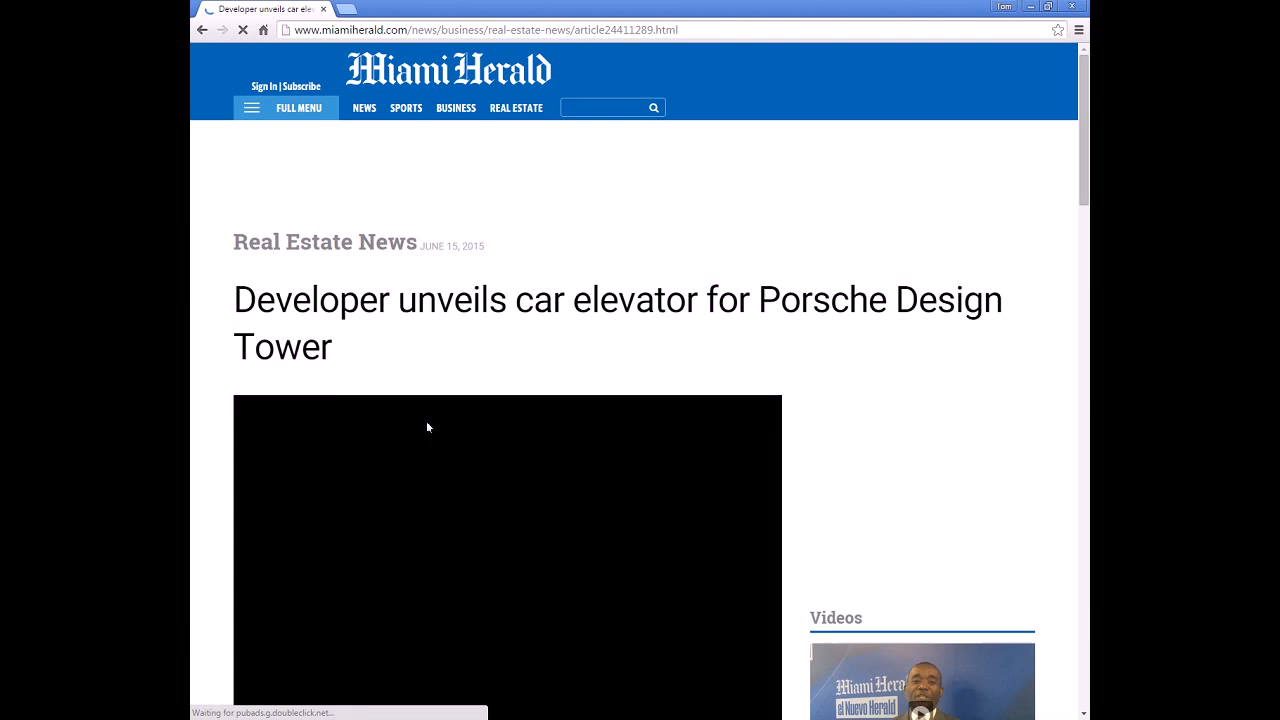 Developer unveils car ele
Tom
www.miamiherald.com/news/business/real-estate-news/article24411289.html
Miami Herald
Sign In | Subscribe
FULL MENU NEWS SPORTS BUSINESS REAL ESTATE
Real Estate News JUNE 15, 2015
Developer unveils car elevator for Porsche Design
Tower
Videos
Miami Hera
el Nuevo Herald
Waiting for pubads.g.doubleclick.net...